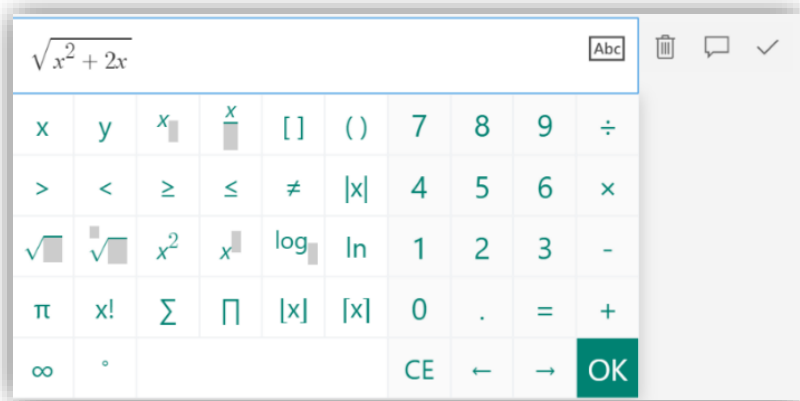 √x² + 2x Abc
x y x▯ x/▯ [ ] ( ) 7 8 9 ÷
> < ≥ ≤ ≠ |x| 4 5 6 ×
√▯ ▯√▯ x² x▯ log▯ ln 1 2 3 -
π x! ∑ ∏ ⌊x⌋ ⌈x⌉ 0 . = +
∞ ° CE ← → OK